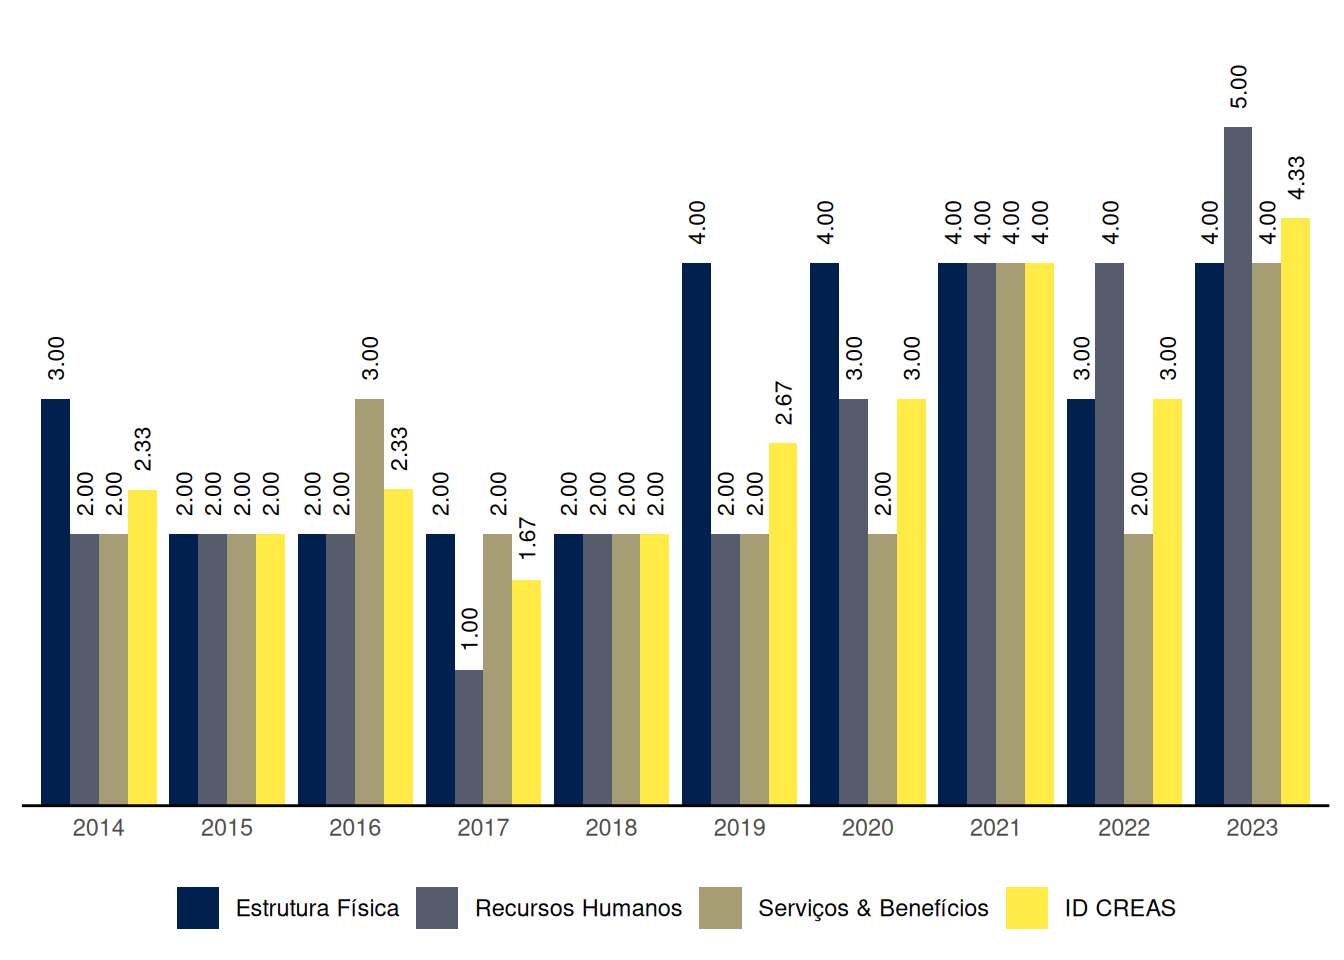 5.00
4.33
4.00 4.00 4.00 4.00 4.00 4.00 4.00 4.00 4.00
3.00 3.00 3.00 3.00 3.00 3.00
2.67
2.33 2.33
2.00 2.00 2.00 2.00 2.00 2.00 2.00 2.00 2.00 2.00 2.00 2.00 2.00 2.00 2.00 2.00 2.00 2.00
1.67
1.00
2014 2015 2016 2017 2018 2019 2020 2021 2022 2023
Estrutura Física Recursos Humanos Serviços & Benefícios ID CREAS